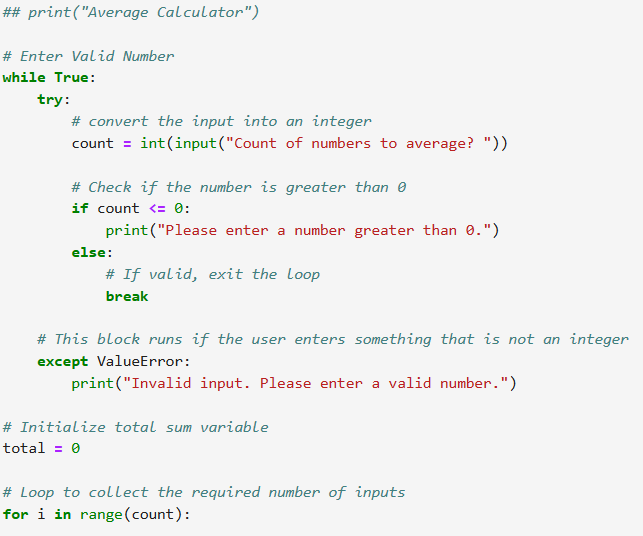 ## print("Average Calculator")
# Enter Valid Number
while True:
    try:
        # convert the input into an integer
        count = int(input("Count of numbers to average? "))
        # Check if the number is greater than 0
        if count <= 0:
            print("Please enter a number greater than 0.")
        else:
            # If valid, exit the loop
            break
    # This block runs if the user enters something that is not an integer
    except ValueError:
        print("Invalid input. Please enter a valid number.")
# Initialize total sum variable
total = 0
# Loop to collect the required number of inputs
for i in range(count):